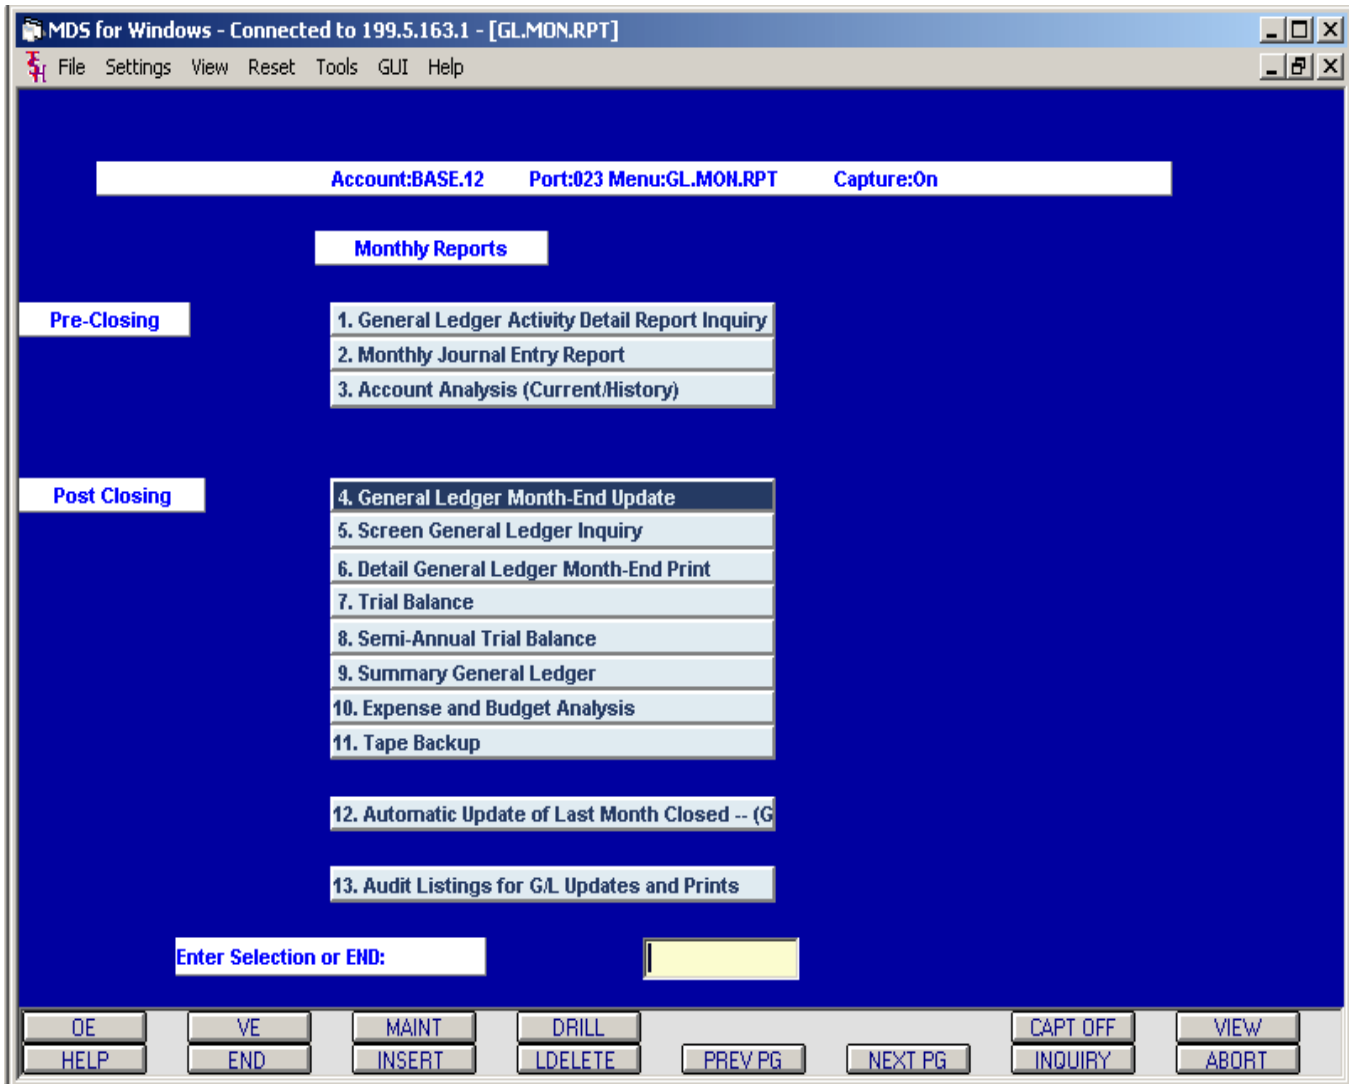 MDS for Windows - Connected to 199.5.163.1 - [GL.MON.RPT]
File Settings View Reset Tools GUI Help
Account:BASE.12 Port:023 Menu:GL.MON.RPT Capture:On
Monthly Reports
Pre-Closing
1. General Ledger Activity Detail Report Inquiry
2. Monthly Journal Entry Report
3. Account Analysis (Current/History)
Post Closing
4. General Ledger Month-End Update
5. Screen General Ledger Inquiry
6. Detail General Ledger Month-End Print
7. Trial Balance
8. Semi-Annual Trial Balance
9. Summary General Ledger
10. Expense and Budget Analysis
11. Tape Backup
12. Automatic Update of Last Month Closed -- (G
13. Audit Listings for G/L Updates and Prints
Enter Selection or END:
OE VE MAINT DRILL CAPT OFF VIEW
HELP END INSERT LDELETE PREV PG NEXT PG INQUIRY ABORT